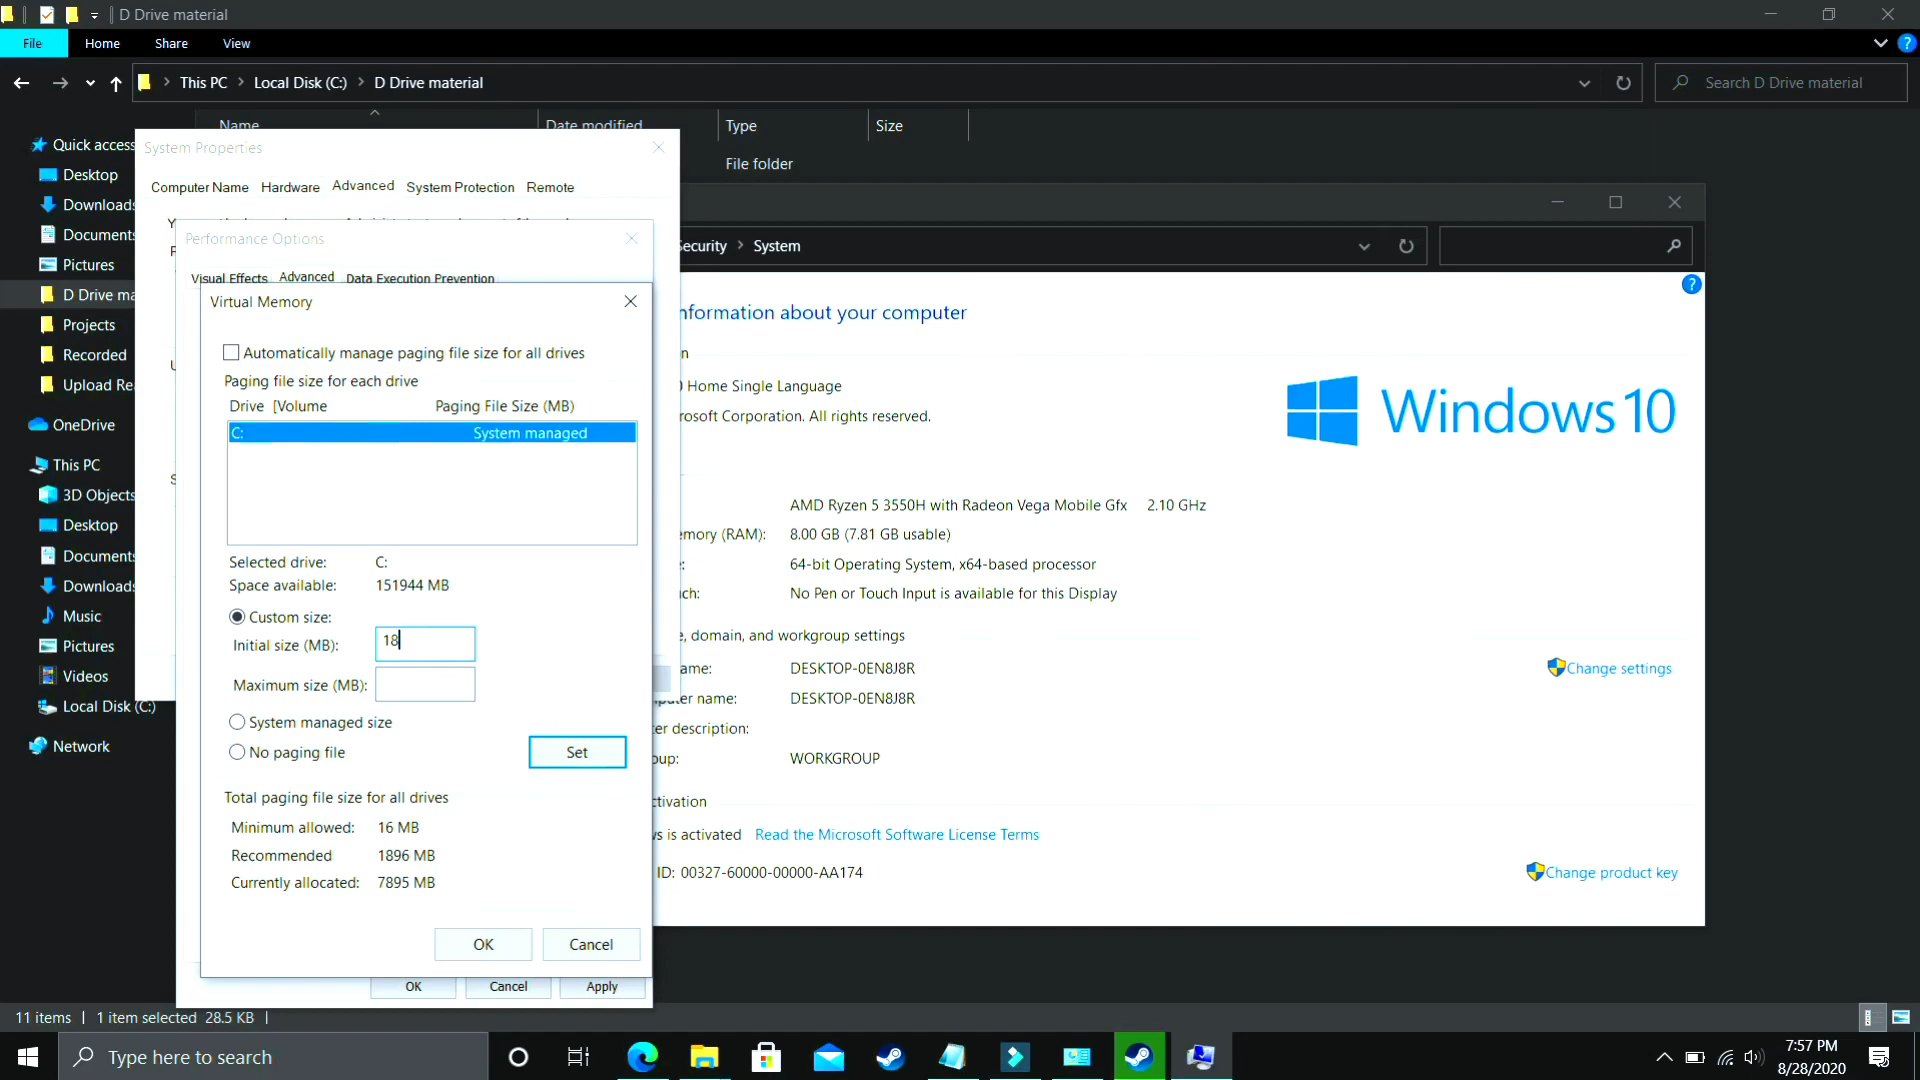 D Drive material
File Home Share View
This PC Local Disk (C:) D Drive material
Search D Drive material
Name Date modified Type Size
File folder
Quick access
Desktop
Downloads
Documents
Pictures
D Drive ma
Projects
Recorded
Upload Re
OneDrive
This PC
3D Objects
Desktop
Documents
Downloads
Music
Pictures
Videos
Local Disk (C:)
Network
System Properties
Computer Name Hardware Advanced System Protection Remote
Performance Options
Visual Effects Advanced Data Execution Prevention
Virtual Memory
Automatically manage paging file size for all drives
Paging file size for each drive
Drive [Volume Paging File Size (MB)
C: System managed
Selected drive: C:
Space available: 151944 MB
Custom size:
Initial size (MB): 18
Maximum size (MB):
System managed size
No paging file
Set
Total paging file size for all drives
Minimum allowed: 16 MB
Recommended 1896 MB
Currently allocated: 7895 MB
OK Cancel
OK Cancel Apply
Security System
nformation about your computer
n
0 Home Single Language
rosoft Corporation. All rights reserved.
Windows 10
AMD Ryzen 5 3550H with Radeon Vega Mobile Gfx 2.10 GHz
emory (RAM): 8.00 GB (7.81 GB usable)
e: 64-bit Operating System, x64-based processor
uch: No Pen or Touch Input is available for this Display
e, domain, and workgroup settings
ame: DESKTOP-0EN8J8R
Change settings
puter name: DESKTOP-0EN8J8R
ter description:
oup: WORKGROUP
ctivation
ws is activated Read the Microsoft Software License Terms
ID: 00327-60000-00000-AA174
Change product key
11 items 1 item selected 28.5 KB
Type here to search
7:57 PM
8/28/2020